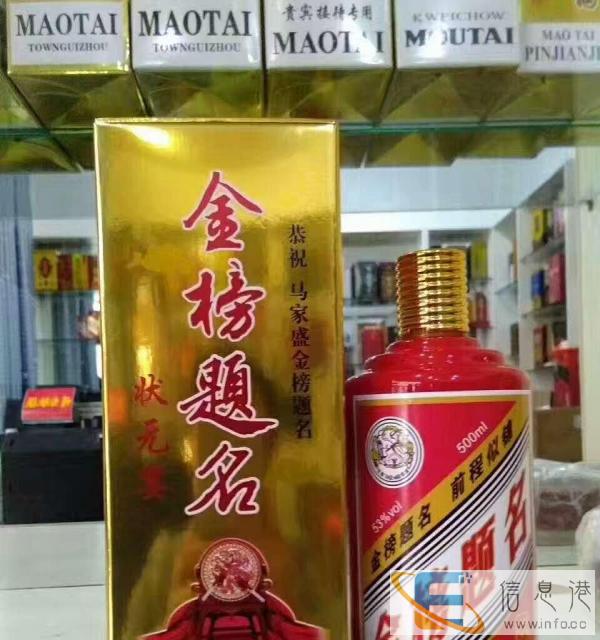 MAOTAI
TOWNGUIZHOU
MAOTAI
TOWNGUIZHOU
贵宾接待专用
MAOTAI
KWEICHOW
MOUTAI
MAO TAI
PINJIANJI
金榜题名
恭祝 马家盛金榜题名
状元宴
500ml
53%vol
前程似锦
金榜题名
题名
信息港
www.infoc.cc